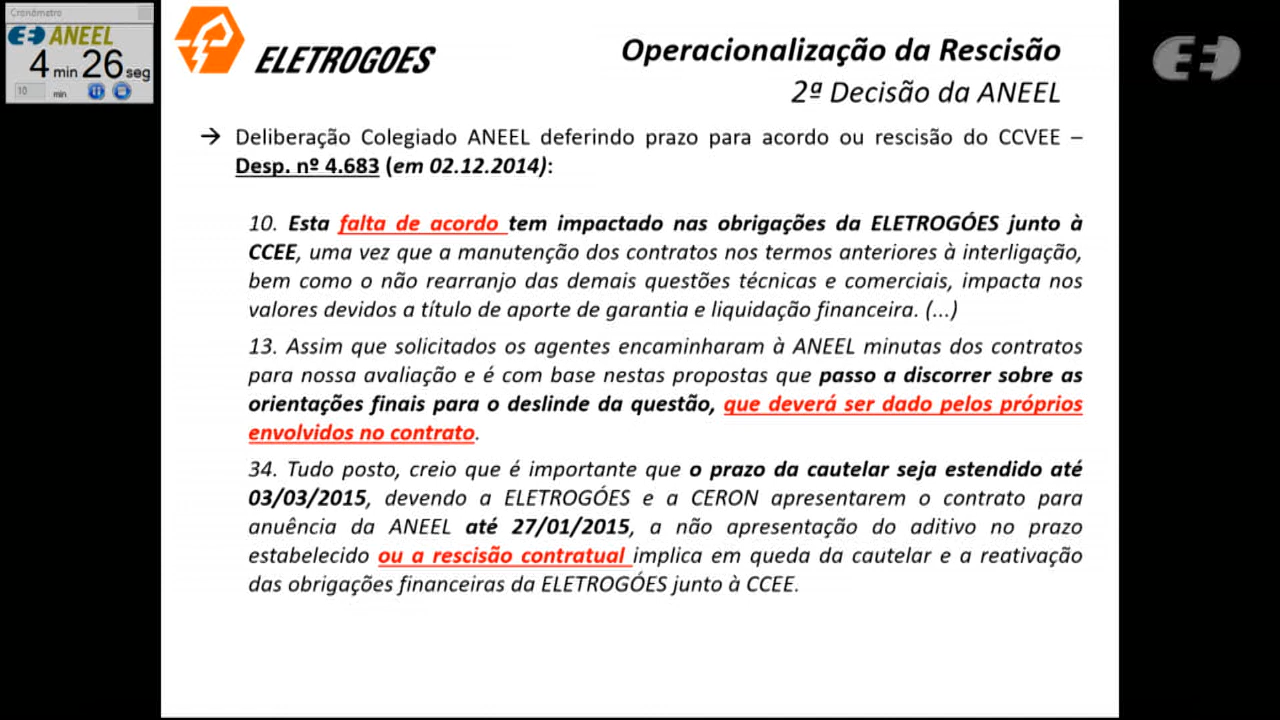 Cronômetro
ANEEL
4 min 26 seg
10 min
ELETROGOES
Operacionalização da Rescisão
2ª Decisão da ANEEL
→ Deliberação Colegiado ANEEL deferindo prazo para acordo ou rescisão do CCVEE –
Desp. nº 4.683 (em 02.12.2014):
10. Esta falta de acordo tem impactado nas obrigações da ELETROGÓES junto à
CCEE, uma vez que a manutenção dos contratos nos termos anteriores à interligação,
bem como o não rearranjo das demais questões técnicas e comerciais, impacta nos
valores devidos a título de aporte de garantia e liquidação financeira. (...)
13. Assim que solicitados os agentes encaminharam à ANEEL minutas dos contratos
para nossa avaliação e é com base nestas propostas que passo a discorrer sobre as
orientações finais para o deslinde da questão, que deverá ser dado pelos próprios
envolvidos no contrato.
34. Tudo posto, creio que é importante que o prazo da cautelar seja estendido até
03/03/2015, devendo a ELETROGÓES e a CERON apresentarem o contrato para
anuência da ANEEL até 27/01/2015, a não apresentação do aditivo no prazo
estabelecido ou a rescisão contratual implica em queda da cautelar e a reativação
das obrigações financeiras da ELETROGÓES junto à CCEE.